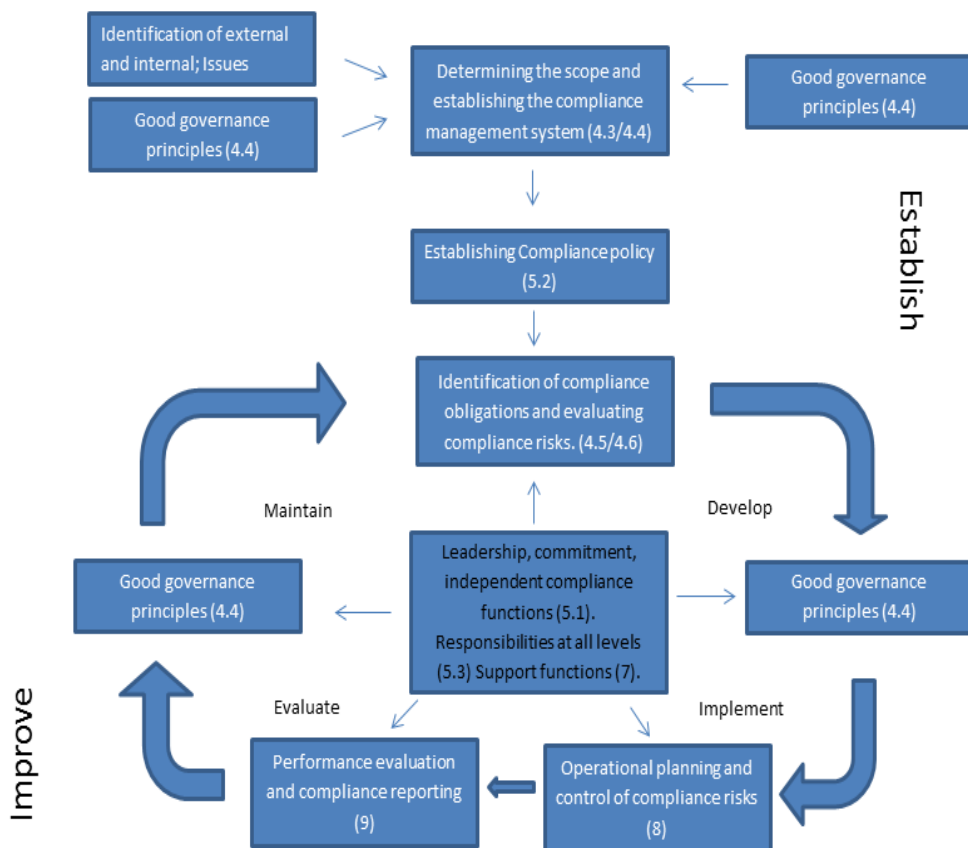 Identification of external
and internal; Issues
Good governance
principles (4.4)
Determining the scope and
establishing the compliance
management system (4.3/4.4)
Good governance
principles (4.4)
Establish
Establishing Compliance policy
(5.2)
Identification of compliance
obligations and evaluating
compliance risks. (4.5/4.6)
Maintain
Develop
Good governance
principles (4.4)
Leadership, commitment,
independent compliance
functions (5.1).
Responsibilities at all levels
(5.3) Support functions (7).
Good governance
principles (4.4)
Improve
Evaluate
Implement
Performance evaluation
and compliance reporting
(9)
Operational planning and
control of compliance risks
(8)